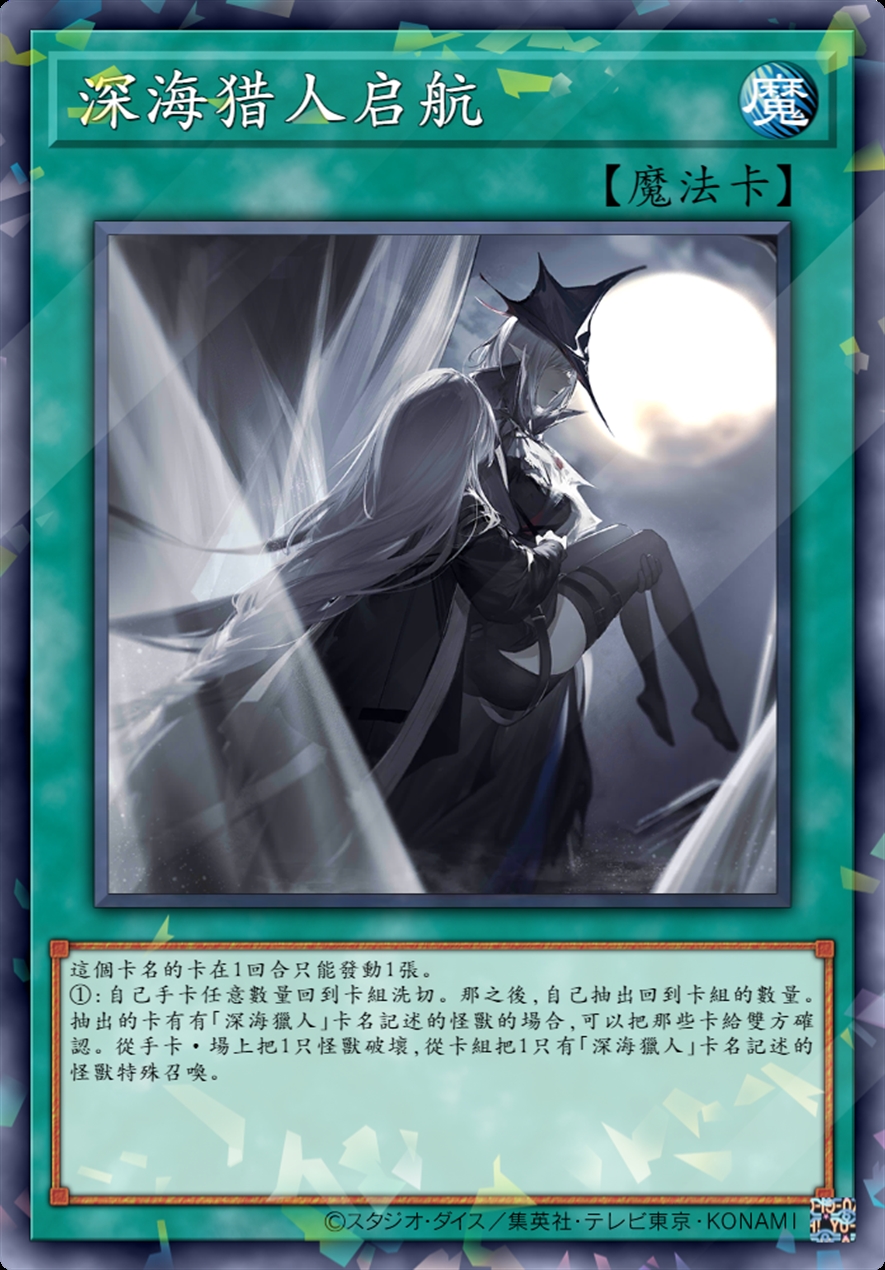 深海猎人启航
魔
【魔法卡】
這個卡名的卡在1回合只能發動1張。
①:自己手卡任意數量回到卡組洗切。那之後,自己抽出回到卡組的數量。
抽出的卡有有「深海獵人」卡名記述的怪獸的場合,可以把那些卡給雙方確
認。從手卡・場上把1只怪獸破壞,從卡組把1只有「深海獵人」卡名記述的
怪獸特殊召喚。
©スタジオ・ダイス／集英社・テレビ東京・KONAMI